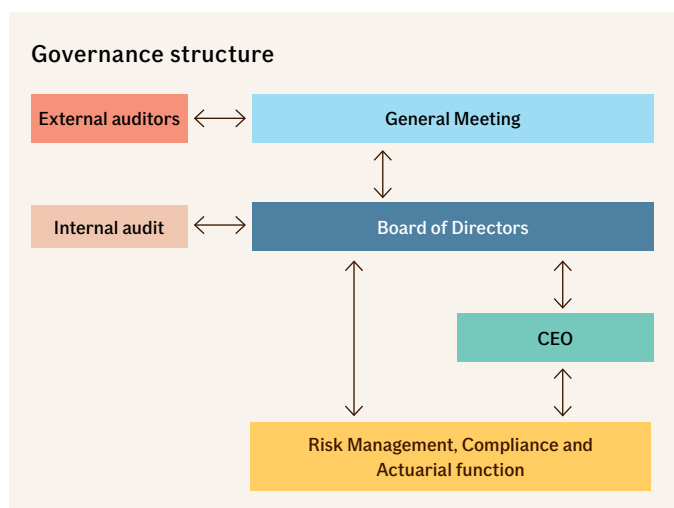 Governance structure
External auditors
General Meeting
Internal audit
Board of Directors
CEO
Risk Management, Compliance and
Actuarial function